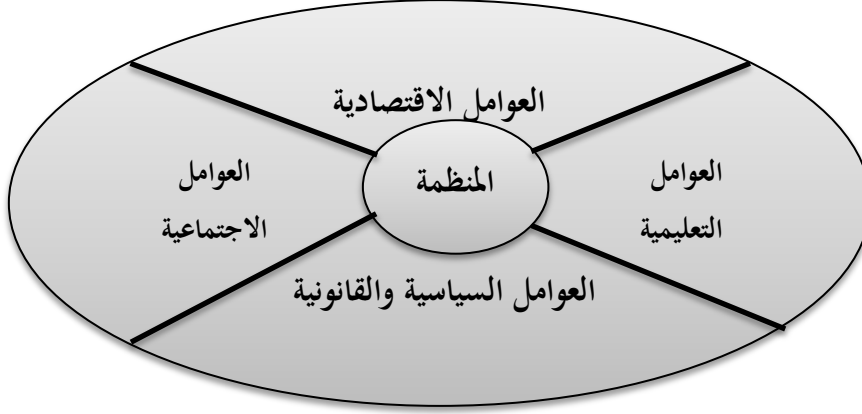 العوامل الاقتصادية
العوامل
التعليمية
المنظمة
العوامل
الاجتماعية
العوامل السياسية والقانونية